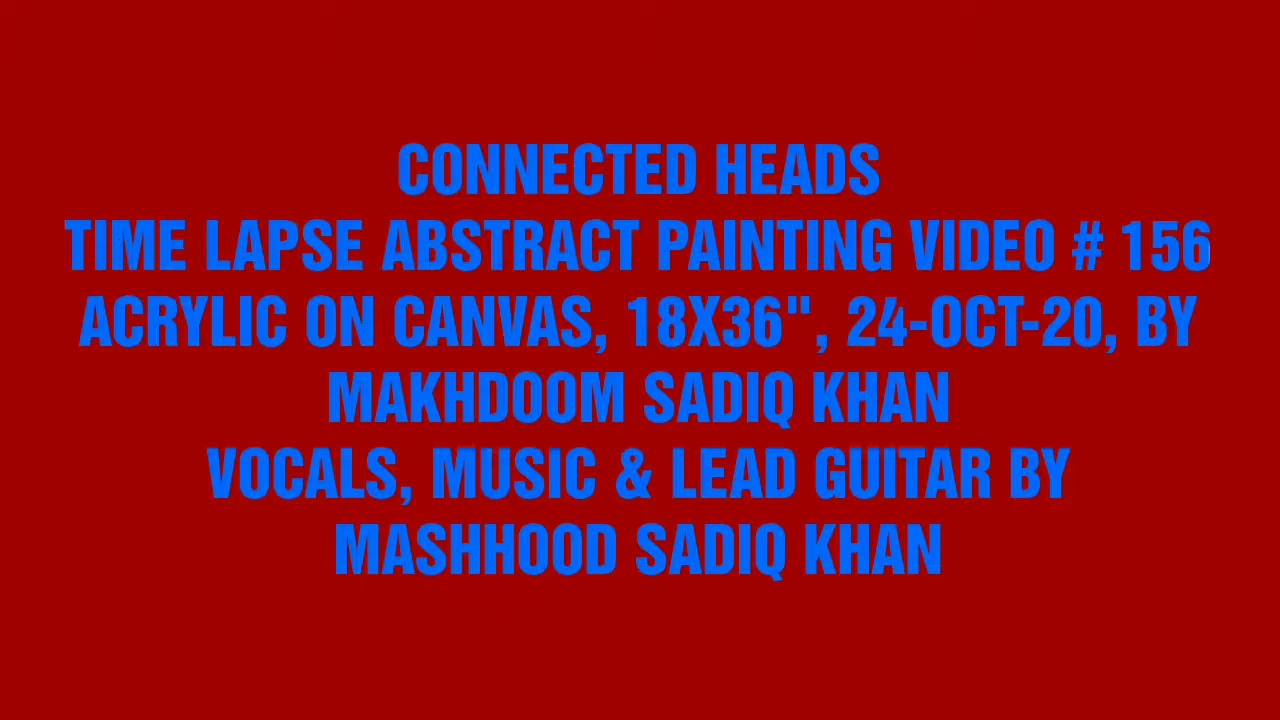 CONNECTED HEADS
TIME LAPSE ABSTRACT PAINTING VIDEO # 156
ACRYLIC ON CANVAS, 18X36", 24-OCT-20, BY
MAKHDOOM SADIQ KHAN
VOCALS, MUSIC & LEAD GUITAR BY
MASHHOOD SADIQ KHAN